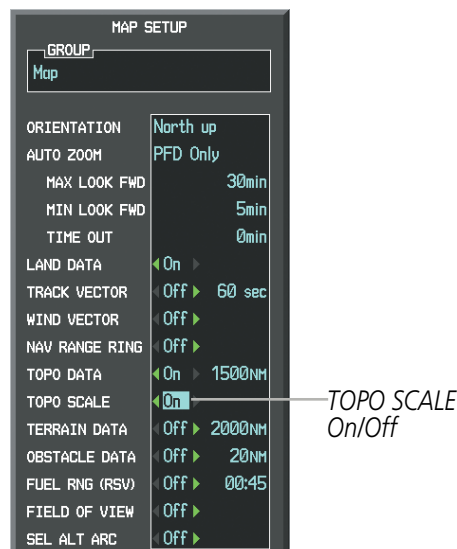 MAP SETUP
GROUP
Map
ORIENTATION North up
AUTO ZOOM PFD Only
MAX LOOK FWD 30min
MIN LOOK FWD 5min
TIME OUT 0min
LAND DATA On
TRACK VECTOR Off 60 sec
WIND VECTOR Off
NAV RANGE RING Off
TOPO DATA On 1500NM
TOPO SCALE On
TOPO SCALE
On/Off
TERRAIN DATA Off 2000NM
OBSTACLE DATA Off 20NM
FUEL RNG (RSV) Off 00:45
FIELD OF VIEW Off
SEL ALT ARC Off